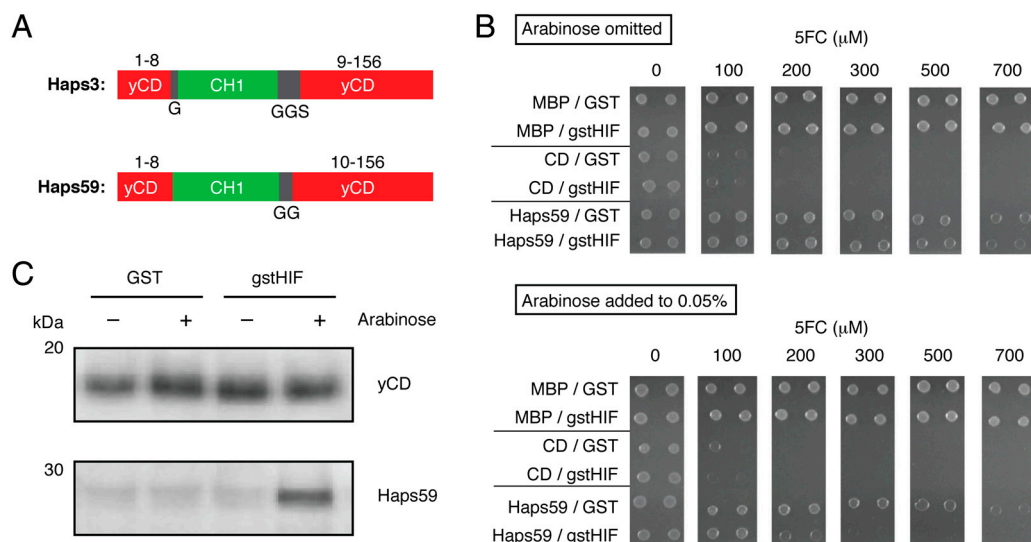 A
1-8
9-156
Haps3:
yCD
CH1
yCD
G
GGS
1-8
10-156
Haps59:
yCD
CH1
yCD
GG
B
Arabinose omitted
5FC (μM)
0
100
200
300
500
700
MBP / GST
MBP / gstHIF
CD / GST
CD / gstHIF
Haps59 / GST
Haps59 / gstHIF
Arabinose added to 0.05%
5FC (μM)
0
100
200
300
500
700
MBP / GST
MBP / gstHIF
CD / GST
CD / gstHIF
Haps59 / GST
Haps59 / gstHIF
C
GST
gstHIF
kDa
–
+
–
+
Arabinose
20
yCD
30
Haps59